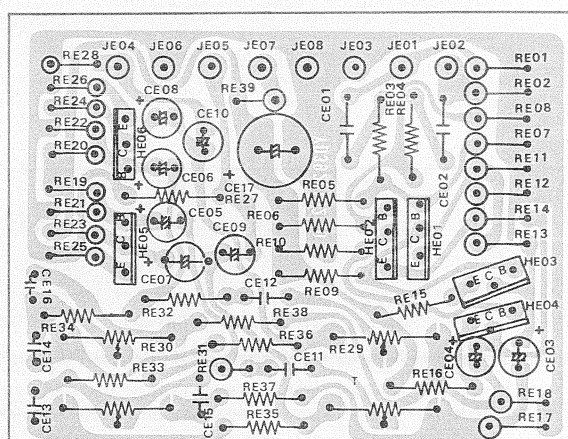 JE04 JE06 JE05 JE07 JE08 JE03 JE01 JE02
RE28
RE26
RE24
RE22
RE20
RE19
RE21
RE23
RE25
CE08
CE10
HE06
E C B
CE06
RE39
CE17
RE27
CE05
HE05
E C B
CE09
CE07
CE01
RE03
RE04
CE02
RE05
RE06
RE10
RE09
HE02
E C B
HE01
E C B
RE01
RE02
RE08
RE07
RE11
RE12
RE14
RE13
HE03
E C B
HE04
E C B
CE16
CE12
RE32
RE15
RE34
RE38
CE14
RE30
RE36
RE29
CE04
CE03
RE31
CE11
RE33
T
RE16
RE37
CE13
CE15
RE35
RE18
RE17